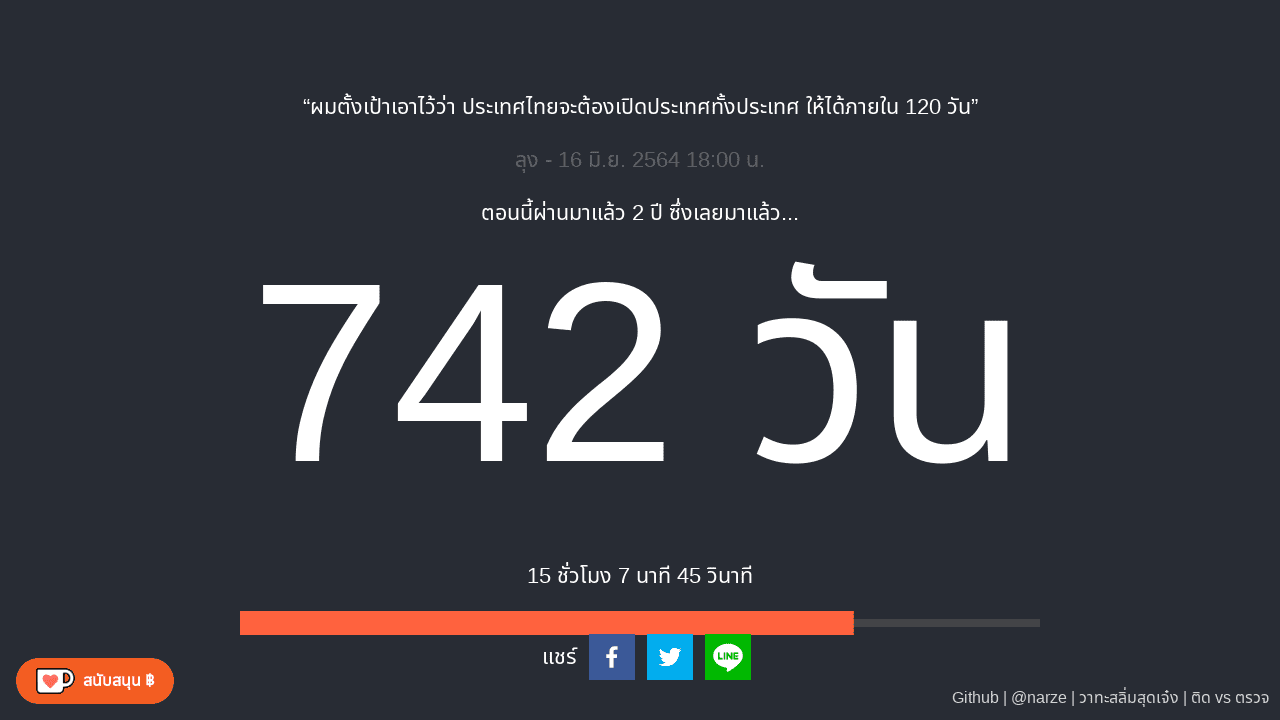 “ผมตั้งเป้าเอาไว้ว่า ประเทศไทยจะต้องเปิดประเทศทั้งประเทศ ให้ได้ภายใน 120 วัน”
ลุง - 16 มิ.ย. 2564 18:00 น.
ตอนนี้ผ่านมาแล้ว 2 ปี ซึ่งเลยมาแล้ว...
742 วัน
15 ชั่วโมง 7 นาที 45 วินาที
แชร์
LINE
สนับสนุน ฿
Github | @narze | วาทะสลิ่มสุดเจ๋ง | ติด vs ตรวจ